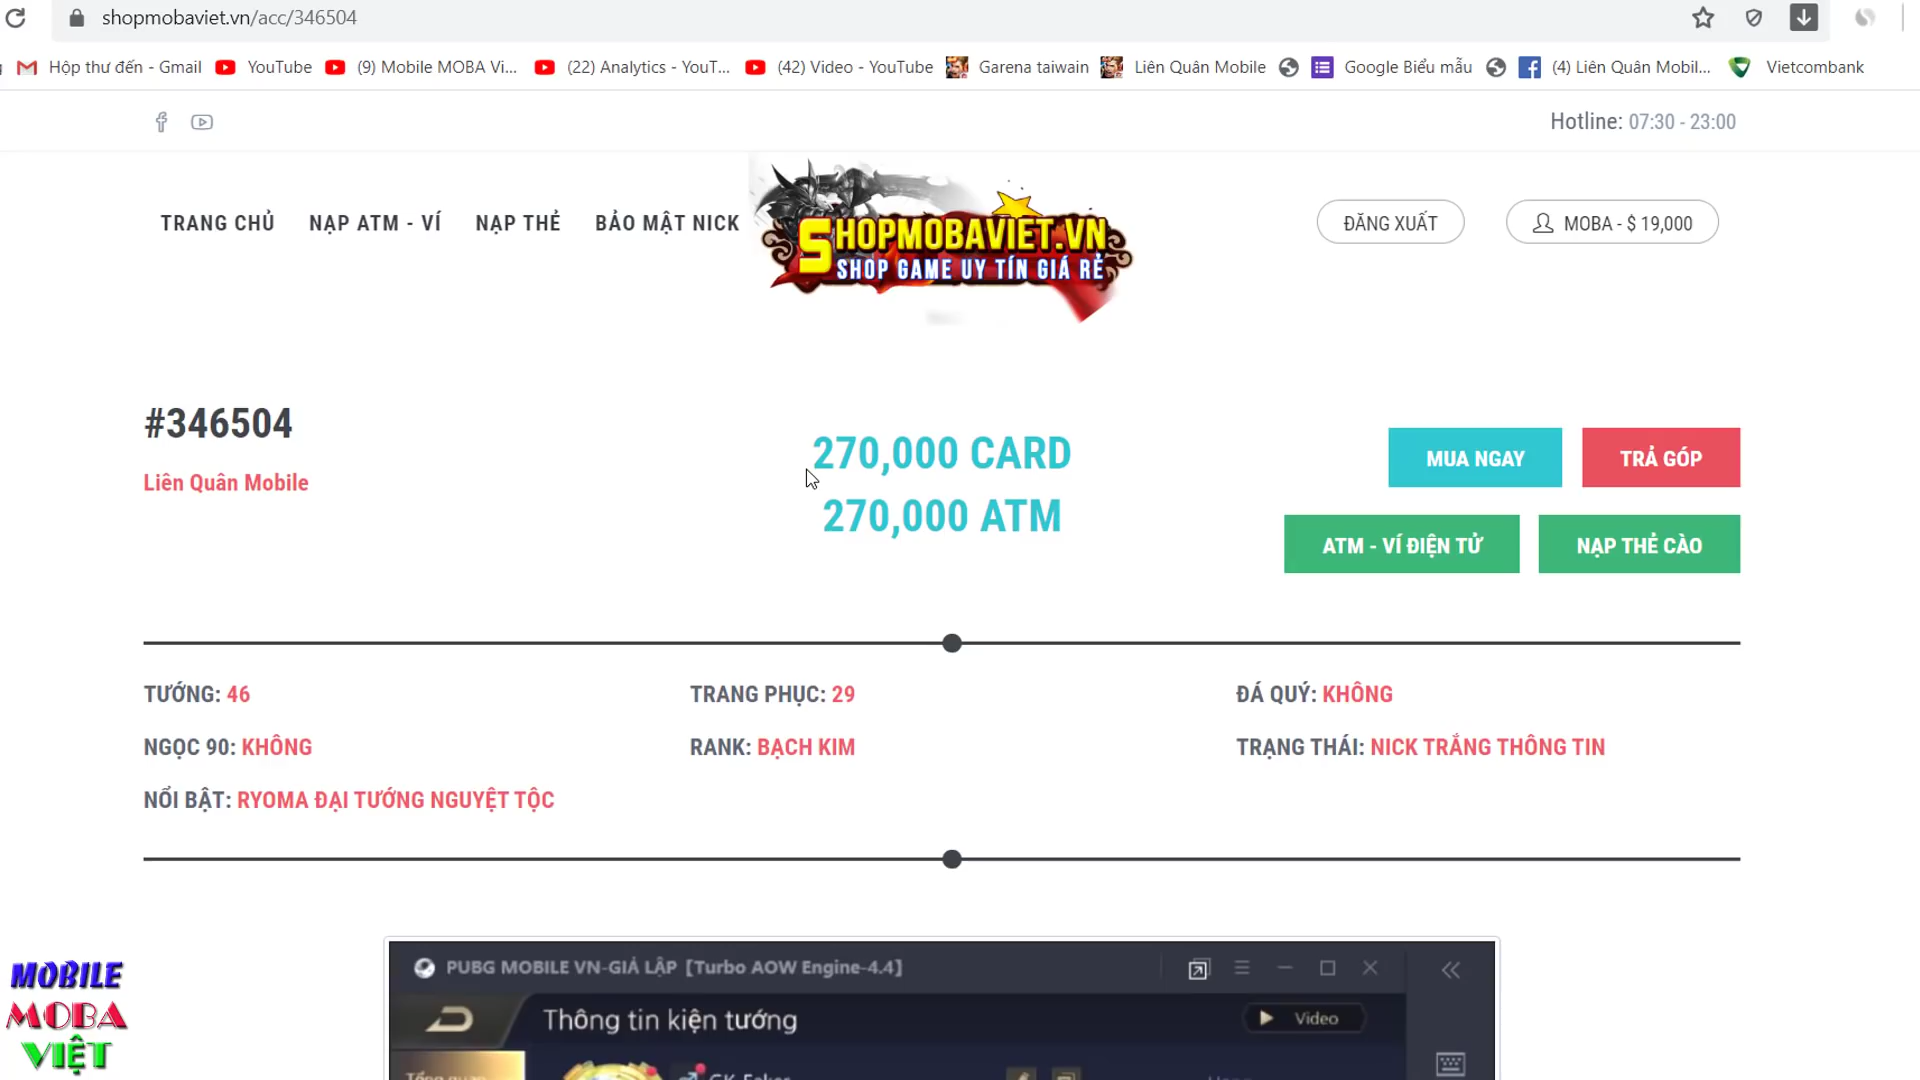 shopmobaviet.vn/acc/346504
Hộp thư đến - Gmail YouTube (9) Mobile MOBA Vi... (22) Analytics - YouT... (42) Video - YouTube Garena taiwain Liên Quân Mobile Google Biểu mẫu (4) Liên Quân Mobil... Vietcombank
Hotline: 07:30 - 23:00
TRANG CHỦ NẠP ATM - VÍ NẠP THẺ BẢO MẬT NICK
SHOPMOBAVIET.VN
SHOP GAME UY TÍN GIÁ RẺ
ĐĂNG XUẤT MOBA - $ 19,000
#346504
Liên Quân Mobile
270,000 CARD
270,000 ATM
MUA NGAY TRẢ GÓP
ATM - VÍ ĐIỆN TỬ NẠP THẺ CÀO
TƯỚNG: 46 TRANG PHỤC: 29 ĐÁ QUÝ: KHÔNG
NGỌC 90: KHÔNG RANK: BẠCH KIM TRẠNG THÁI: NICK TRẮNG THÔNG TIN
NỔI BẬT: RYOMA ĐẠI TƯỚNG NGUYỆT TỘC
PUBG MOBILE VN-GIẢ LẬP [Turbo AOW Engine-4.4]
Thông tin kiện tướng Video
MOBILE
MOBA
VIỆT